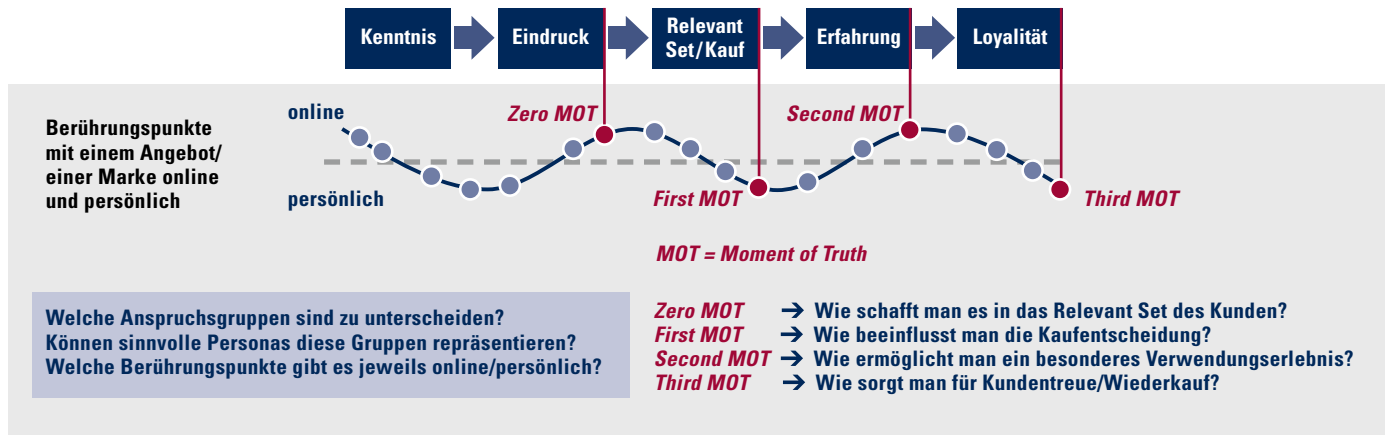 Kenntnis
Eindruck
Relevant
Set/Kauf
Erfahrung
Loyalität
Berührungspunkte
mit einem Angebot/
einer Marke online
und persönlich
online
persönlich
Zero MOT
Second MOT
First MOT
Third MOT
MOT = Moment of Truth
Welche Anspruchsgruppen sind zu unterscheiden?
Können sinnvolle Personas diese Gruppen repräsentieren?
Welche Berührungspunkte gibt es jeweils online/persönlich?
Zero MOT → Wie schafft man es in das Relevant Set des Kunden?
First MOT → Wie beeinflusst man die Kaufentscheidung?
Second MOT → Wie ermöglicht man ein besonderes Verwendungserlebnis?
Third MOT → Wie sorgt man für Kundentreue/Wiederkauf?